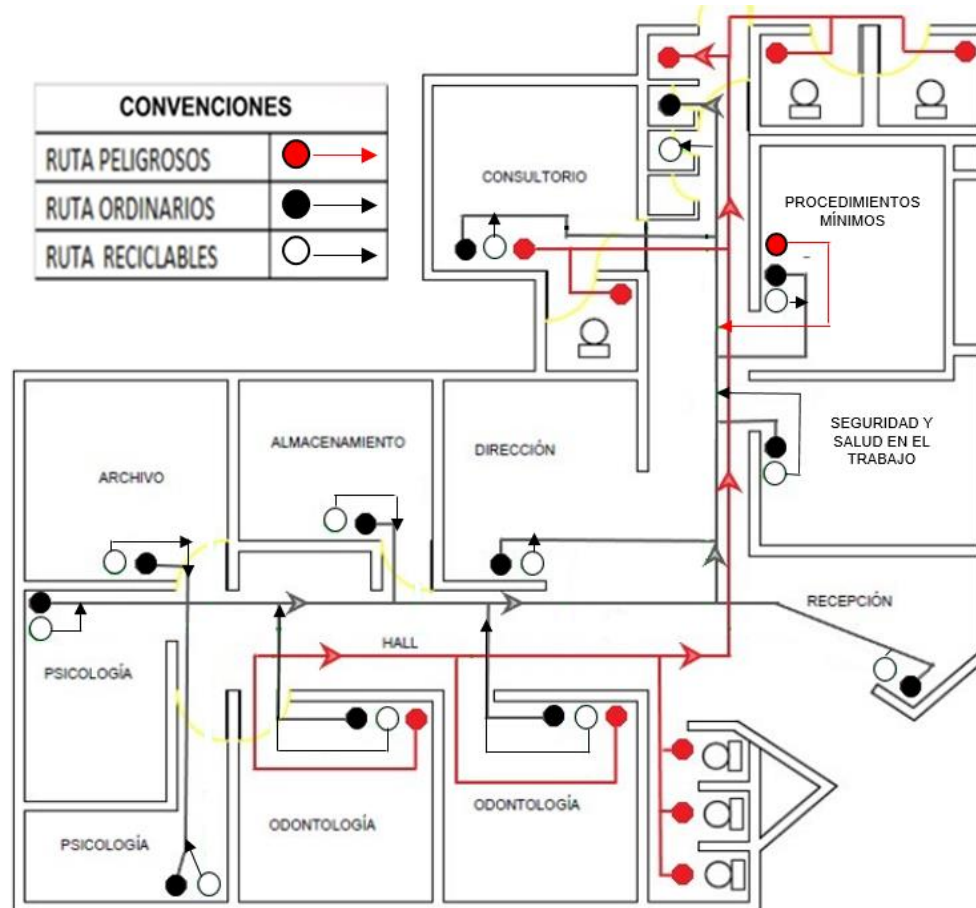 CONVENCIONES
RUTA PELIGROSOS
RUTA ORDINARIOS
RUTA RECICLABLES
CONSULTORIO
PROCEDIMIENTOS
MÍNIMOS
ALMACENAMIENTO
DIRECCIÓN
SEGURIDAD Y
SALUD EN EL
TRABAJO
ARCHIVO
RECEPCIÓN
HALL
PSICOLOGÍA
ODONTOLOGÍA
ODONTOLOGÍA
PSICOLOGÍA